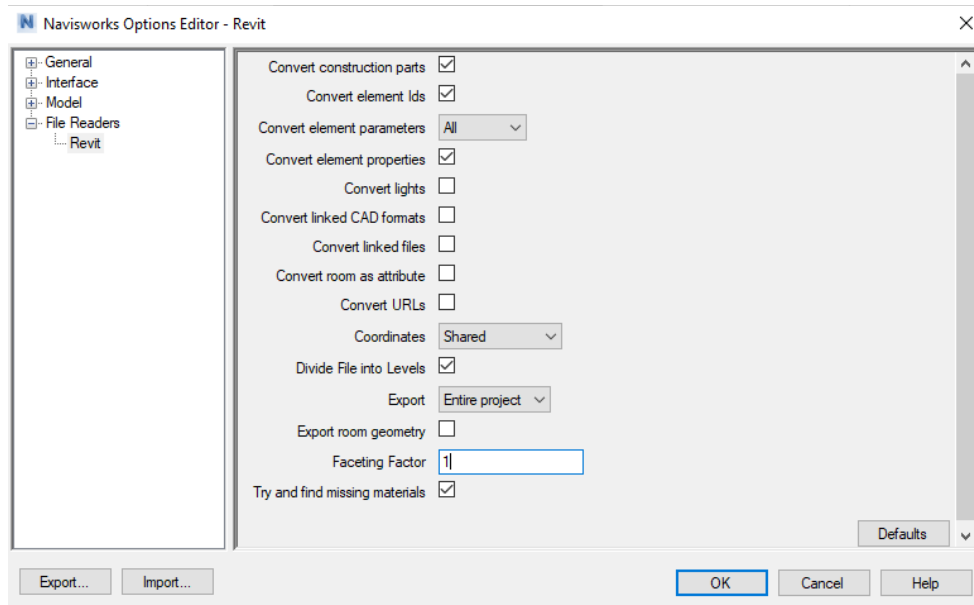 N Navisworks Options Editor - Revit
General
Interface
Model
File Readers
Revit
Convert construction parts
Convert element Ids
Convert element parameters All
Convert element properties
Convert lights
Convert linked CAD formats
Convert linked files
Convert room as attribute
Convert URLs
Coordinates Shared
Divide File into Levels
Export Entire project
Export room geometry
Faceting Factor 1
Try and find missing materials
Defaults
Export... Import... OK Cancel Help